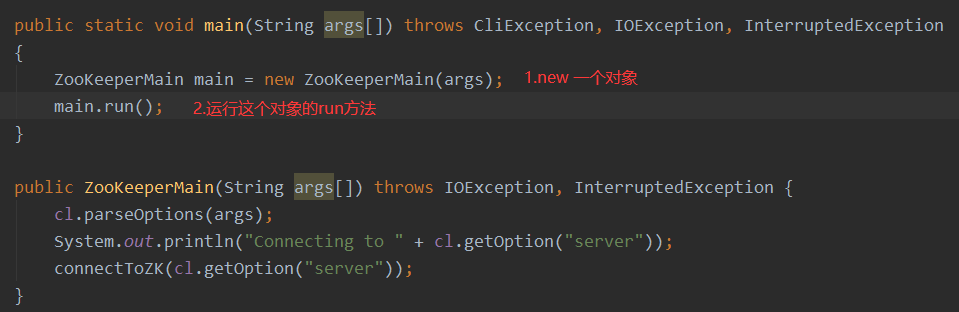 public static void main(String args[]) throws CliException, IOException, InterruptedException
{
    ZooKeeperMain main = new ZooKeeperMain(args);    1.new 一个对象
    main.run();    2.运行这个对象的run方法
}
public ZooKeeperMain(String args[]) throws IOException, InterruptedException {
    cl.parseOptions(args);
    System.out.println("Connecting to " + cl.getOption("server"));
    connectToZK(cl.getOption("server"));
}